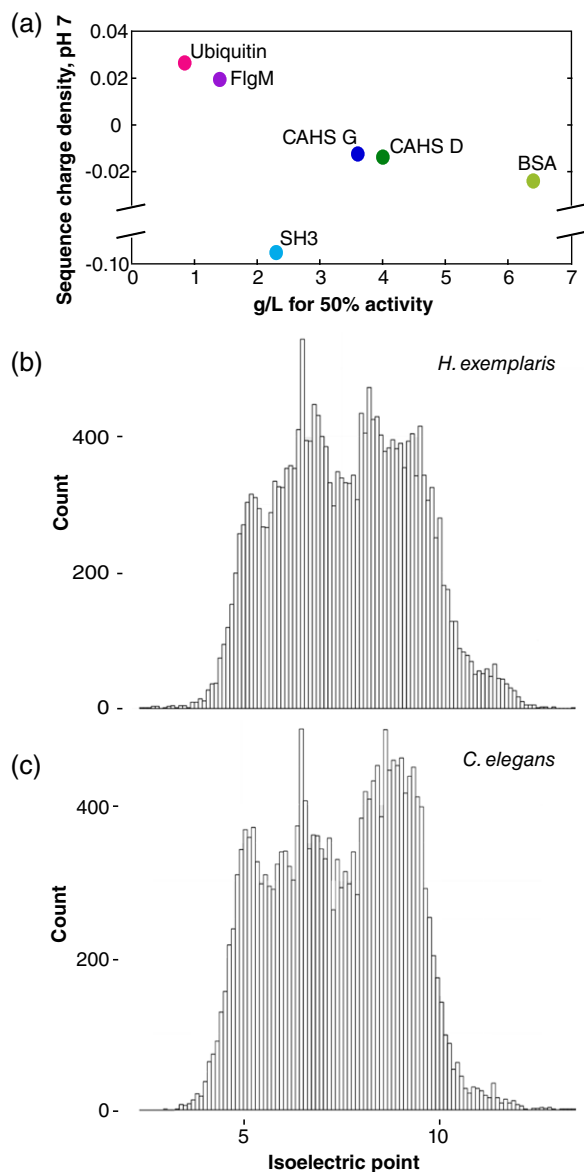 (a)
Sequence charge density, pH 7
0.04
0.02
0
-0.02
-0.10
Ubiquitin
FlgM
CAHS G
CAHS D
BSA
SH3
0 1 2 3 4 5 6 7
g/L for 50% activity
(b)
H. exemplaris
Count
400 -
200 -
0 -
(c)
C. elegans
Count
400 -
200 -
0 -
5 10
Isoelectric point